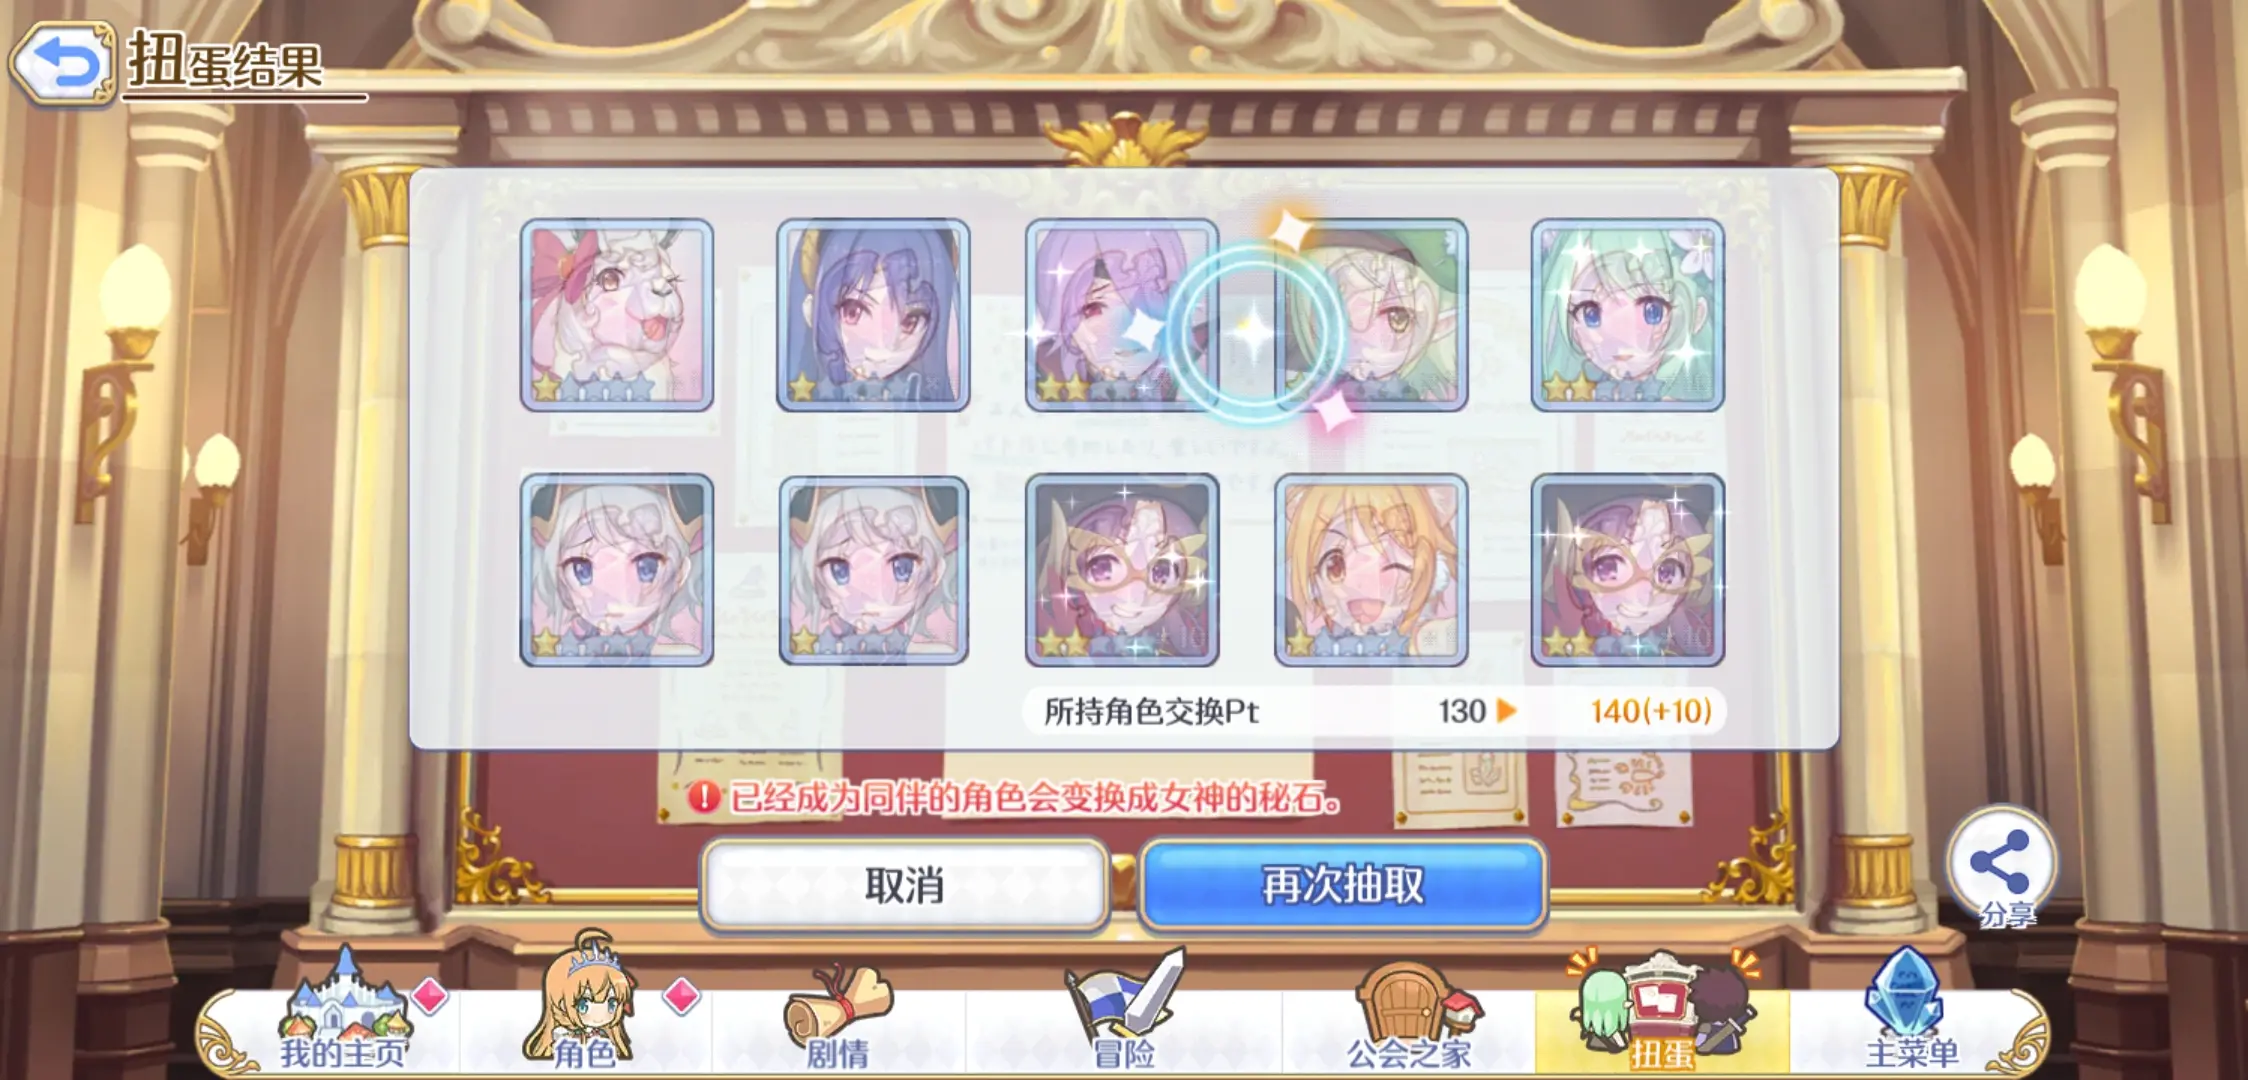 扭蛋结果
所持角色交换Pt 130 140(+10)
已经成为同伴的角色会变换成女神的秘石。
取消
再次抽取
分享
我的主页
角色
剧情
冒险
公会之家
扭蛋
主菜单